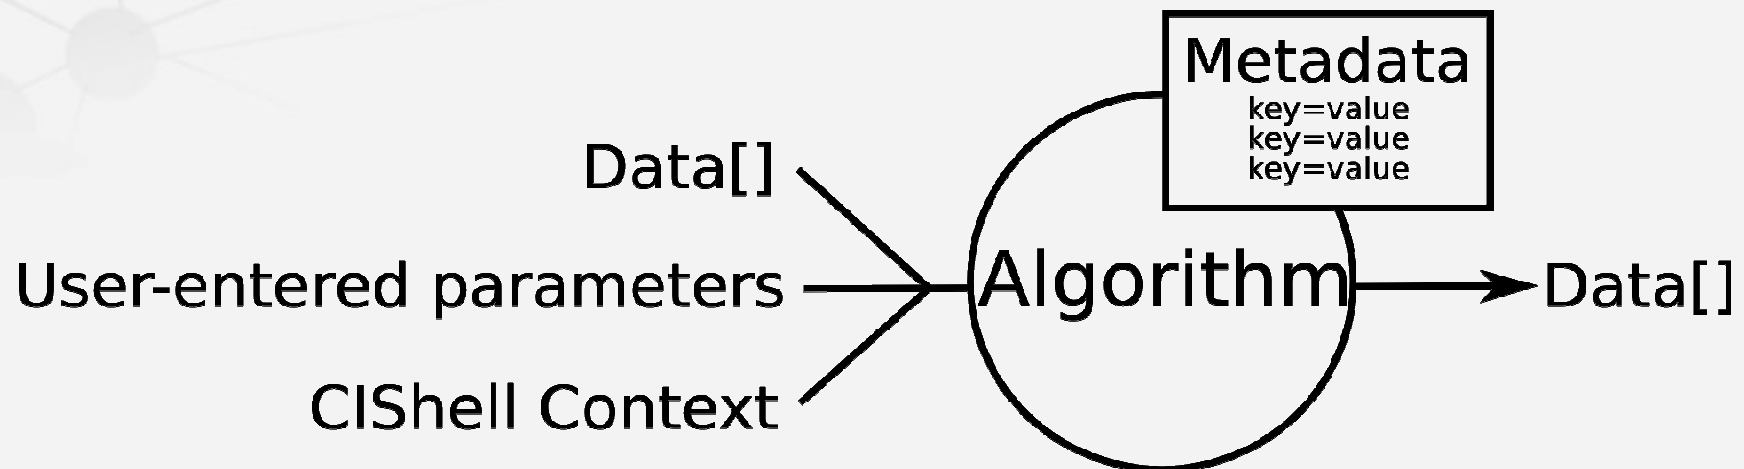 Metadata
key=value
key=value
key=value
Data[]
User-entered parameters
CIShell Context
Algorithm
Data[]